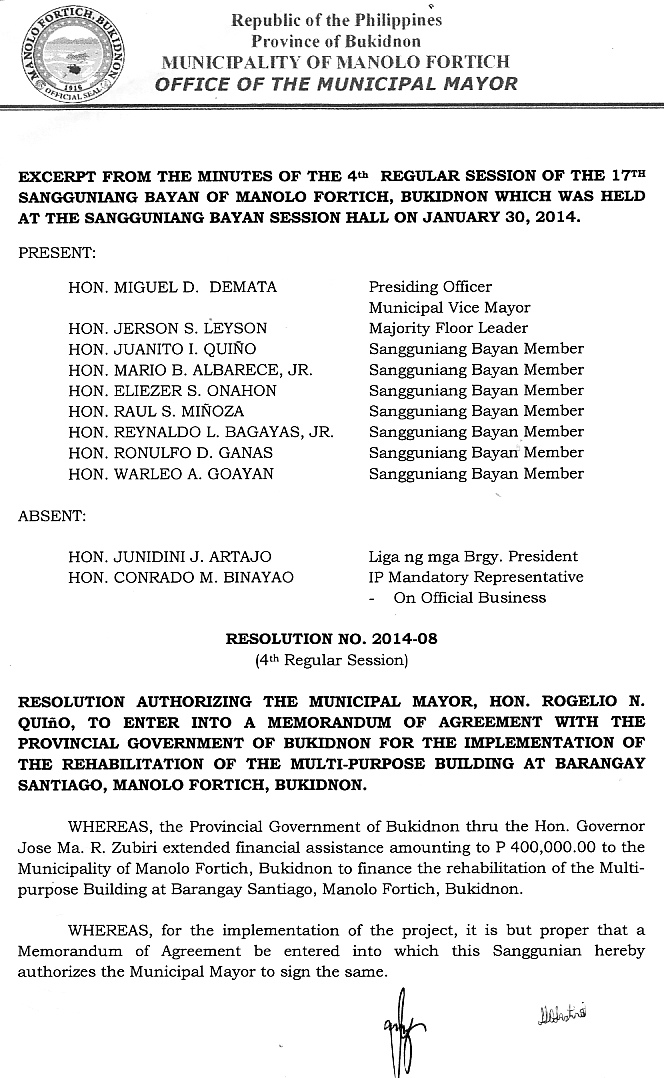 MANOLO FORTICH, BUKIDNON
1916
OFFICIAL SEAL
Republic of the Philippines
Province of Bukidnon
MUNICIPALITY OF MANOLO FORTICH
OFFICE OF THE MUNICIPAL MAYOR
EXCERPT FROM THE MINUTES OF THE 4th REGULAR SESSION OF THE 17TH
SANGGUNIANG BAYAN OF MANOLO FORTICH, BUKIDNON WHICH WAS HELD
AT THE SANGGUNIANG BAYAN SESSION HALL ON JANUARY 30, 2014.
PRESENT:
HON. MIGUEL D. DEMATA Presiding Officer
Municipal Vice Mayor
HON. JERSON S. LEYSON Majority Floor Leader
HON. JUANITO I. QUIÑO Sangguniang Bayan Member
HON. MARIO B. ALBARECE, JR. Sangguniang Bayan Member
HON. ELIEZER S. ONAHON Sangguniang Bayan Member
HON. RAUL S. MIÑOZA Sangguniang Bayan Member
HON. REYNALDO L. BAGAYAS, JR. Sangguniang Bayan Member
HON. RONULFO D. GANAS Sangguniang Bayan Member
HON. WARLEO A. GOAYAN Sangguniang Bayan Member
ABSENT:
HON. JUNIDINI J. ARTAJO Liga ng mga Brgy. President
HON. CONRADO M. BINAYAO IP Mandatory Representative
- On Official Business
RESOLUTION NO. 2014-08
(4th Regular Session)
RESOLUTION AUTHORIZING THE MUNICIPAL MAYOR, HON. ROGELIO N.
QUIñO, TO ENTER INTO A MEMORANDUM OF AGREEMENT WITH THE
PROVINCIAL GOVERNMENT OF BUKIDNON FOR THE IMPLEMENTATION OF
THE REHABILITATION OF THE MULTI-PURPOSE BUILDING AT BARANGAY
SANTIAGO, MANOLO FORTICH, BUKIDNON.
WHEREAS, the Provincial Government of Bukidnon thru the Hon. Governor
Jose Ma. R. Zubiri extended financial assistance amounting to P 400,000.00 to the
Municipality of Manolo Fortich, Bukidnon to finance the rehabilitation of the Multi-
purpose Building at Barangay Santiago, Manolo Fortich, Bukidnon.
WHEREAS, for the implementation of the project, it is but proper that a
Memorandum of Agreement be entered into which this Sanggunian hereby
authorizes the Municipal Mayor to sign the same.